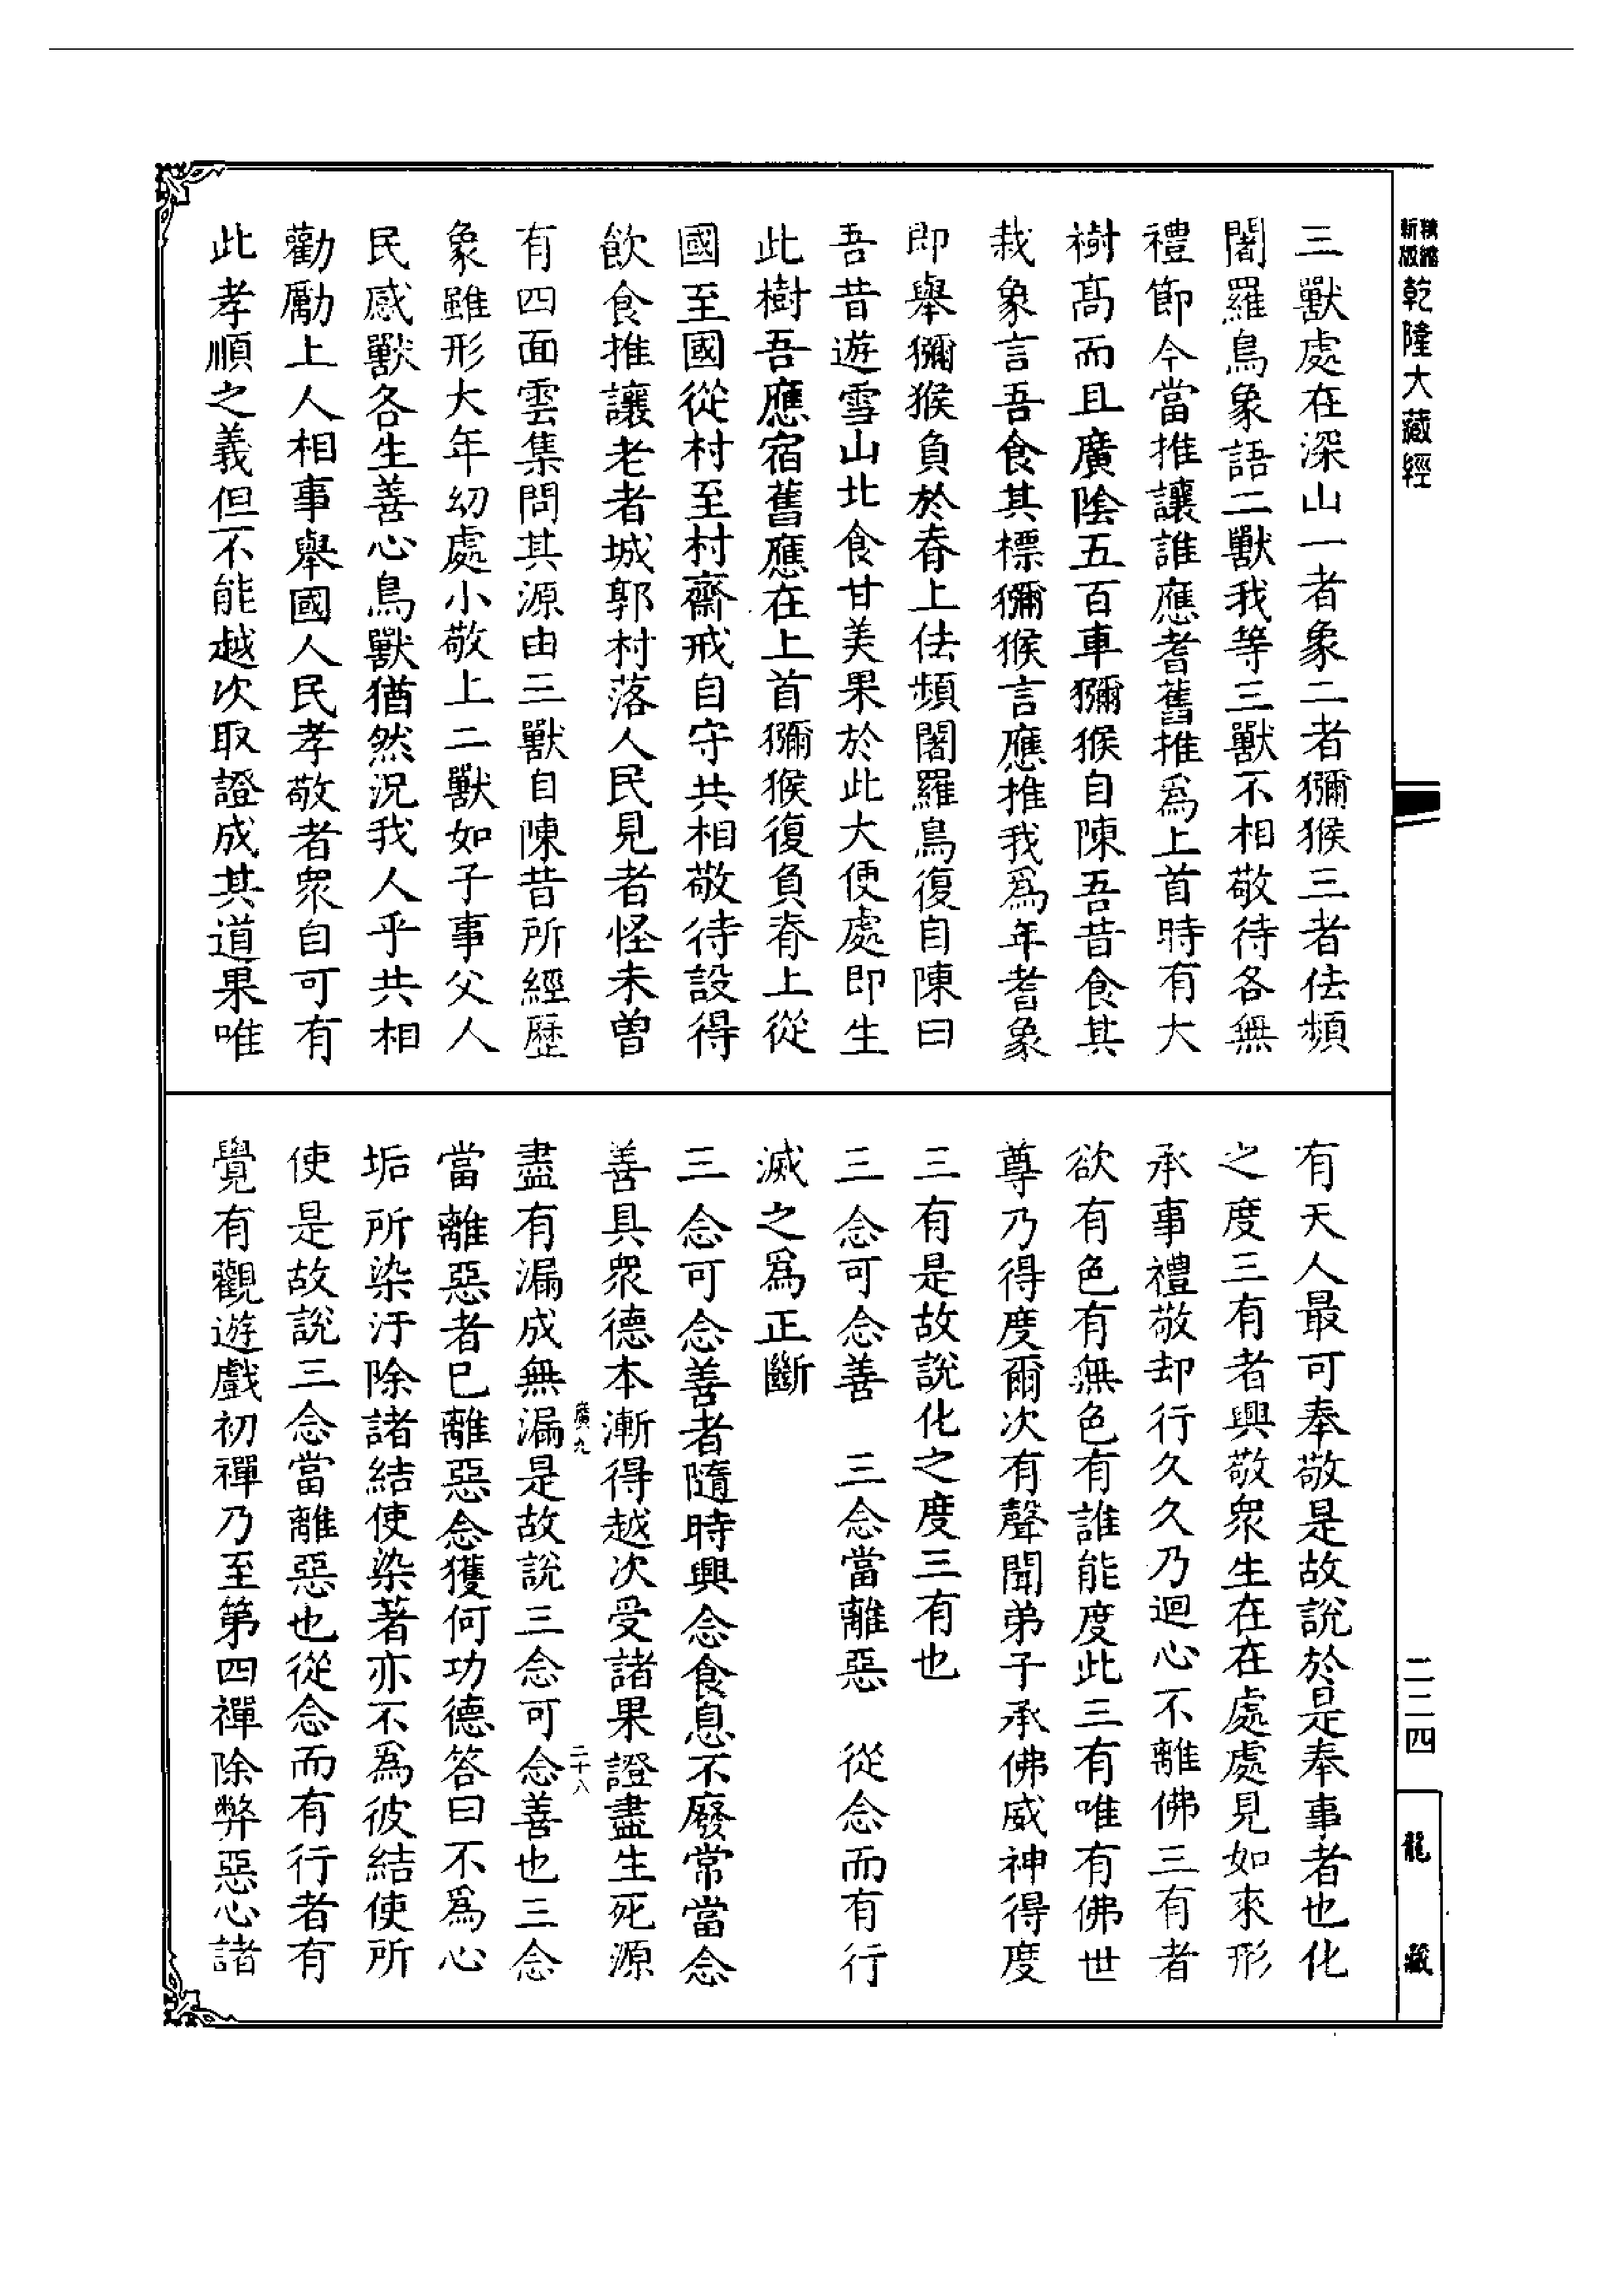 精縮新版乾隆大藏經
三獸處在深山一者象二者獼猴三者佉頻
闍羅鳥象語二獸我等三獸不相敬待各無
禮節今當推讓誰應耆舊推爲上首時有大
樹高而且廣陰五百車獼猴自陳吾昔食其
栽象言吾食其標獼猴言應推我爲年耆象
即舉獼猴負於脊上佉頻闍羅鳥復自陳曰
吾昔遊雪山北食甘美果於此大便處即生
此樹吾應宿舊應在上首獼猴復負脊上從
國至國從村至村齋戒自守共相敬待設得
飲食推讓老者城郭村落人民見者怪未曾
有四面雲集問其源由三獸自陳昔所經歷
象雖形大年幼處小敬上二獸如子事父人
民感獸各生善心鳥獸猶然況我人乎共相
勸勵上人相事舉國人民孝敬者衆自可有
此孝順之義但不能越次取證成其道果唯
有天人最可奉敬是故說於是奉事者也化
之度三有者興敬衆生在在處處見如來形
承事禮敬却行久久乃迴心不離佛三有者
欲有色有無色有誰能度此三有唯有佛世
尊乃得度爾次有聲聞弟子承佛威神得度
三有是故說化之度三有也
三念可念善　三念當離惡　從念而有行
滅之爲正斷
三念可念善者隨時興念食息不廢常當念
善具衆德本漸得越次受諸果證盡生死源
廣九　二十八
盡有漏成無漏是故說三念可念善也三念
當離惡者巳離惡念獲何功德答曰不爲心
垢所染汙除諸結使染著亦不爲彼結使所
使是故說三念當離惡也從念而有行者有
覺有觀遊戲初禪乃至第四禪除弊惡心諸
二二四
龍藏